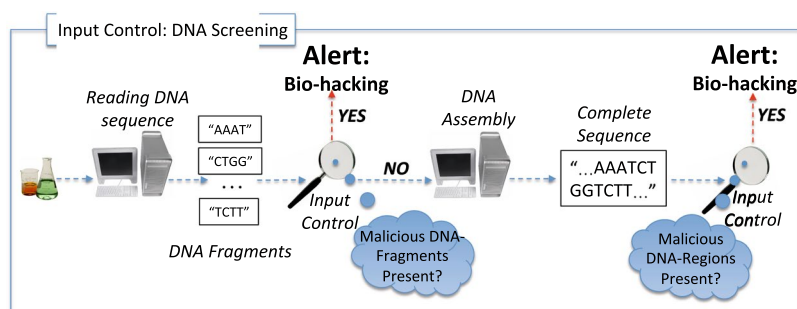 Input Control: DNA Screening
Alert:
Bio-hacking
YES
Reading DNA
sequence
“AAAT”
“CTGG”
...
“TCTT”
DNA Fragments
Input
Control
Malicious DNA-
Fragments
Present?
NO
DNA
Assembly
Complete
Sequence
“...AAATCT
GGTCTT...”
Alert:
Bio-hacking
YES
Input
Control
Malicious
DNA-Regions
Present?